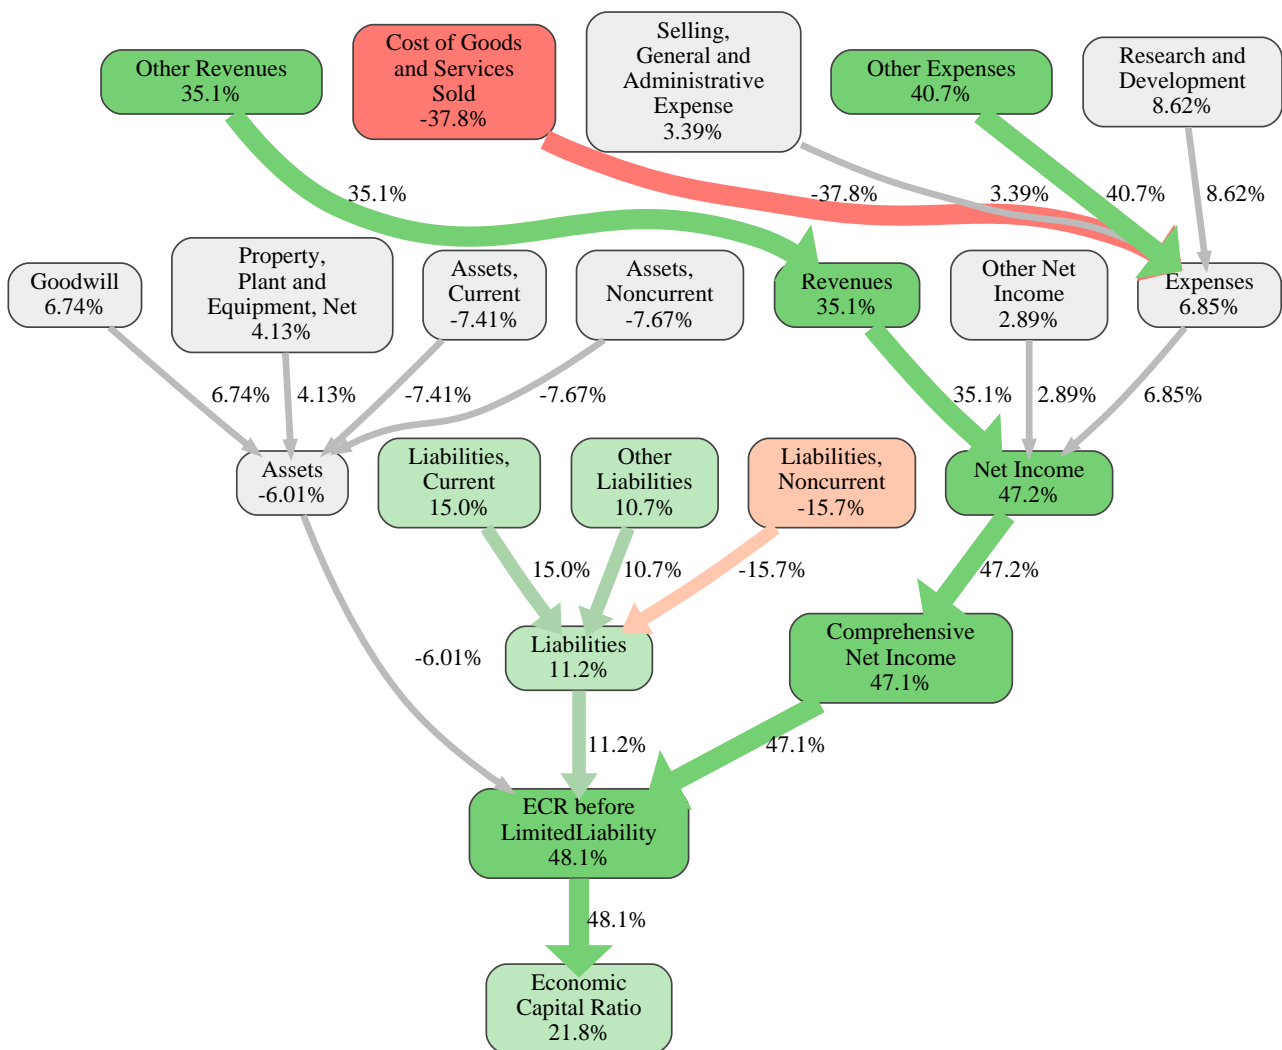 Other Revenues
35.1%
Cost of Goods
and Services
Sold
-37.8%
Selling,
General and
Administrative
Expense
3.39%
Other Expenses
40.7%
Research and
Development
8.62%
35.1%
-37.8%
3.39%
40.7%
8.62%
Goodwill
6.74%
Property,
Plant and
Equipment, Net
4.13%
Assets,
Current
-7.41%
Assets,
Noncurrent
-7.67%
Revenues
35.1%
Other Net
Income
2.89%
Expenses
6.85%
6.74%
4.13%
-7.41%
-7.67%
35.1%
2.89%
6.85%
Assets
-6.01%
Liabilities,
Current
15.0%
Other
Liabilities
10.7%
Liabilities,
Noncurrent
-15.7%
Net Income
47.2%
15.0%
10.7%
-15.7%
47.2%
-6.01%
Liabilities
11.2%
Comprehensive
Net Income
47.1%
11.2%
47.1%
ECR before
LimitedLiability
48.1%
48.1%
Economic
Capital Ratio
21.8%